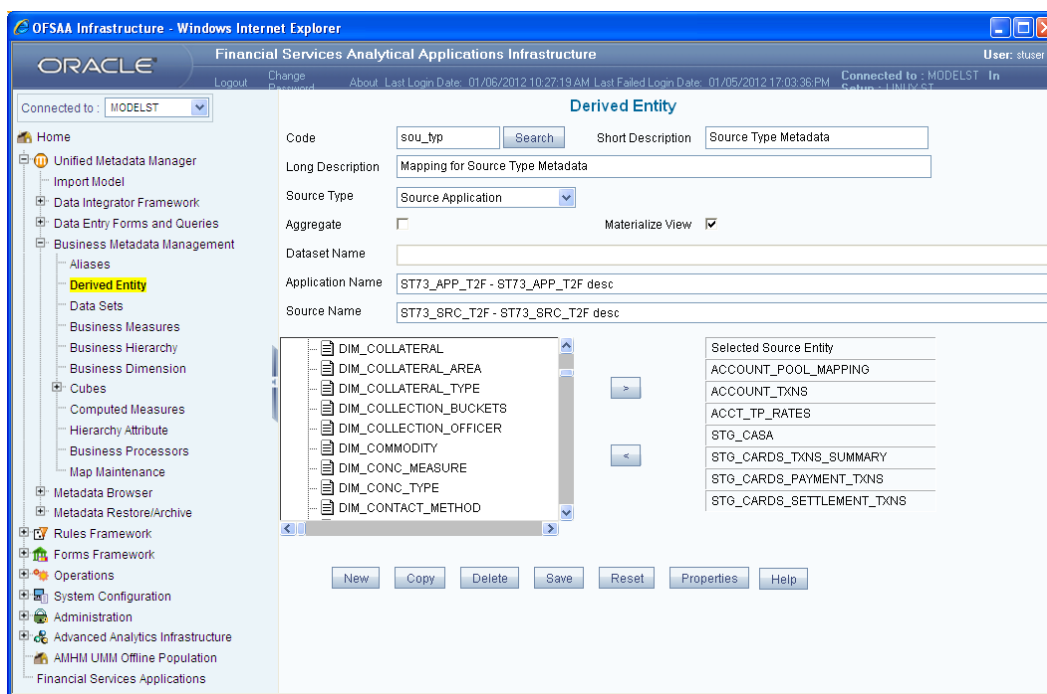 OFSAA Infrastructure - Windows Internet Explorer
ORACLE
Financial Services Analytical Applications Infrastructure
User: stuser
Logout Change Password About Last Login Date: 01/06/2012 10:27:19 AM Last Failed Login Date: 01/05/2012 17:03:36:PM Connected to : MODELST In
Setup : LINUX ST
Connected to : MODELST
Home
Unified Metadata Manager
Import Model
Data Integrator Framework
Data Entry Forms and Queries
Business Metadata Management
Aliases
Derived Entity
Data Sets
Business Measures
Business Hierarchy
Business Dimension
Cubes
Computed Measures
Hierarchy Attribute
Business Processors
Map Maintenance
Metadata Browser
Metadata Restore/Archive
Rules Framework
Forms Framework
Operations
System Configuration
Administration
Advanced Analytics Infrastructure
AMHM UMM Offline Population
Financial Services Applications
Derived Entity
Code sou_typ Search Short Description Source Type Metadata
Long Description Mapping for Source Type Metadata
Source Type Source Application
Aggregate Materialize View
Dataset Name
Application Name ST73_APP_T2F - ST73_APP_T2F desc
Source Name ST73_SRC_T2F - ST73_SRC_T2F desc
DIM_COLLATERAL
DIM_COLLATERAL_AREA
DIM_COLLATERAL_TYPE
DIM_COLLECTION_BUCKETS
DIM_COLLECTION_OFFICER
DIM_COMMODITY
DIM_CONC_MEASURE
DIM_CONC_TYPE
DIM_CONTACT_METHOD
>
<
Selected Source Entity
ACCOUNT_POOL_MAPPING
ACCOUNT_TXNS
ACCT_TP_RATES
STG_CASA
STG_CARDS_TXNS_SUMMARY
STG_CARDS_PAYMENT_TXNS
STG_CARDS_SETTLEMENT_TXNS
New Copy Delete Save Reset Properties Help